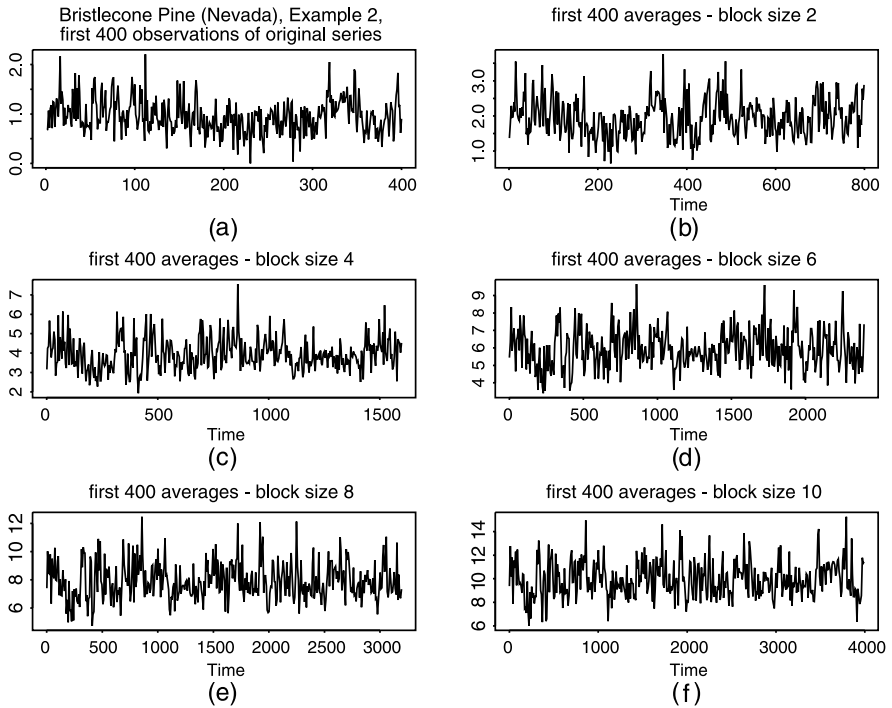 Bristlecone Pine (Nevada), Example 2,
first 400 observations of original series
2.0
1.0
0.0
0 100 200 300 400
(a)
first 400 averages - block size 2
3.0
2.0
1.0
0 200 400 600 800
Time
(b)
first 400 averages - block size 4
7
6
5
4
3
2
0 500 1000 1500
Time
(c)
first 400 averages - block size 6
9
8
7
6
5
4
0 500 1000 1500 2000
Time
(d)
first 400 averages - block size 8
12
10
8
6
0 500 1000 1500 2000 2500 3000
Time
(e)
first 400 averages - block size 10
14
12
10
8
6
0 1000 2000 3000 4000
Time
(f)